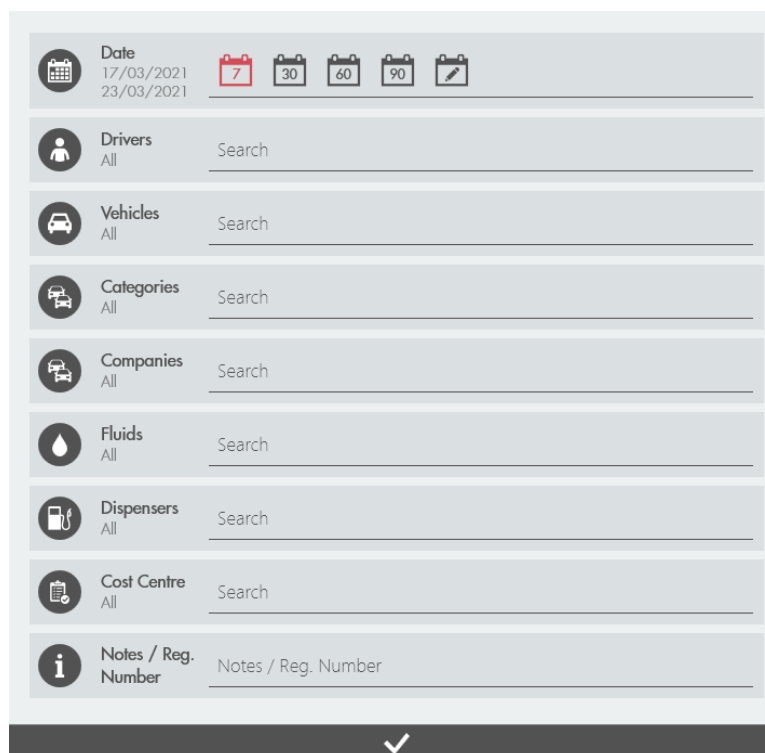 Date
17/03/2021
23/03/2021
7 30 60 90
Drivers
All
Search
Vehicles
All
Search
Categories
All
Search
Companies
All
Search
Fluids
All
Search
Dispensers
All
Search
Cost Centre
All
Search
Notes / Reg.
Number
Notes / Reg. Number